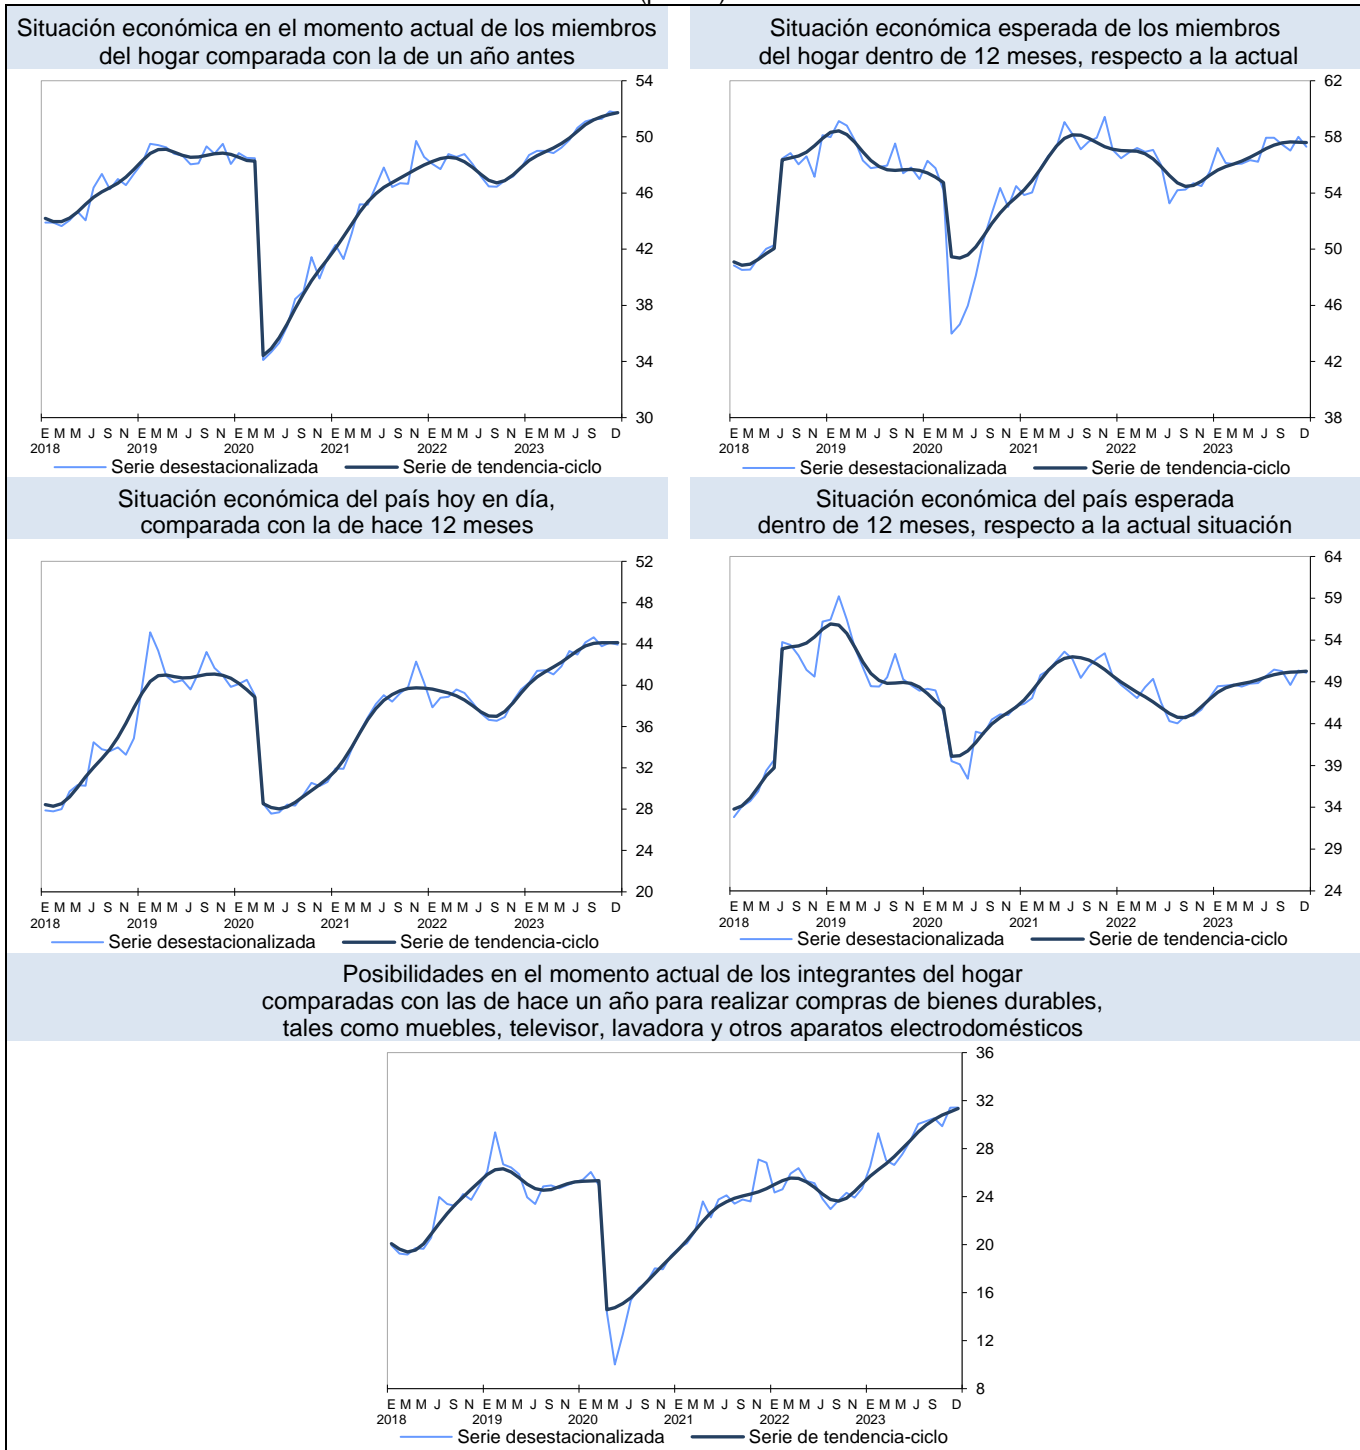 Situación económica en el momento actual de los miembros
del hogar comparada con la de un año antes
54
50
46
42
38
34
30
E M M J S N E M M J S N E M M J S N E M M J S N E M M J S N E M M J S D
2018 2019 2020 2021 2022 2023
Serie desestacionalizada Serie de tendencia-ciclo
Situación económica esperada de los miembros
del hogar dentro de 12 meses, respecto a la actual
62
58
54
50
46
42
38
E M M J S N E M M J S N E M M J S N E M M J S N E M M J S N E M M J S D
2018 2019 2020 2021 2022 2023
Serie desestacionalizada Serie de tendencia-ciclo
Situación económica del país hoy en día,
comparada con la de hace 12 meses
52
48
44
40
36
32
28
24
20
E M M J S N E M M J S N E M M J S N E M M J S N E M M J S N E M M J S D
2018 2019 2020 2021 2022 2023
Serie desestacionalizada Serie de tendencia-ciclo
Situación económica del país esperada
dentro de 12 meses, respecto a la actual situación
64
59
54
49
44
39
34
29
24
E M M J S N E M M J S N E M M J S N E M M J S N E M M J S N E M M J S D
2018 2019 2020 2021 2022 2023
Serie desestacionalizada Serie de tendencia-ciclo
Posibilidades en el momento actual de los integrantes del hogar
comparadas con las de hace un año para realizar compras de bienes durables,
tales como muebles, televisor, lavadora y otros aparatos electrodomésticos
36
32
28
24
20
16
12
8
E M M J S N E M M J S N E M M J S N E M M J S N E M M J S N E M M J S D
2018 2019 2020 2021 2022 2023
Serie desestacionalizada Serie de tendencia-ciclo